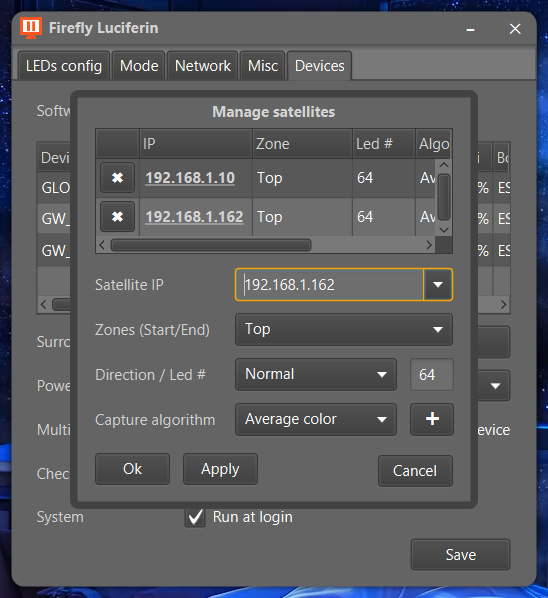 Firefly Luciferin
LEDs config Mode Network Misc Devices
Manage satellites
IP Zone Led # Algo
192.168.1.10 Top 64 Av
192.168.1.162 Top 64 Av
Satellite IP 192.168.1.162
Zones (Start/End) Top
Direction / Led # Normal 64
Capture algorithm Average color +
Ok Apply Cancel
Softw
Devi
GLO % ES
GW_ % ES
GW_ % ES
Surro
Powe
Multi evice
Chec
System Run at login
Save